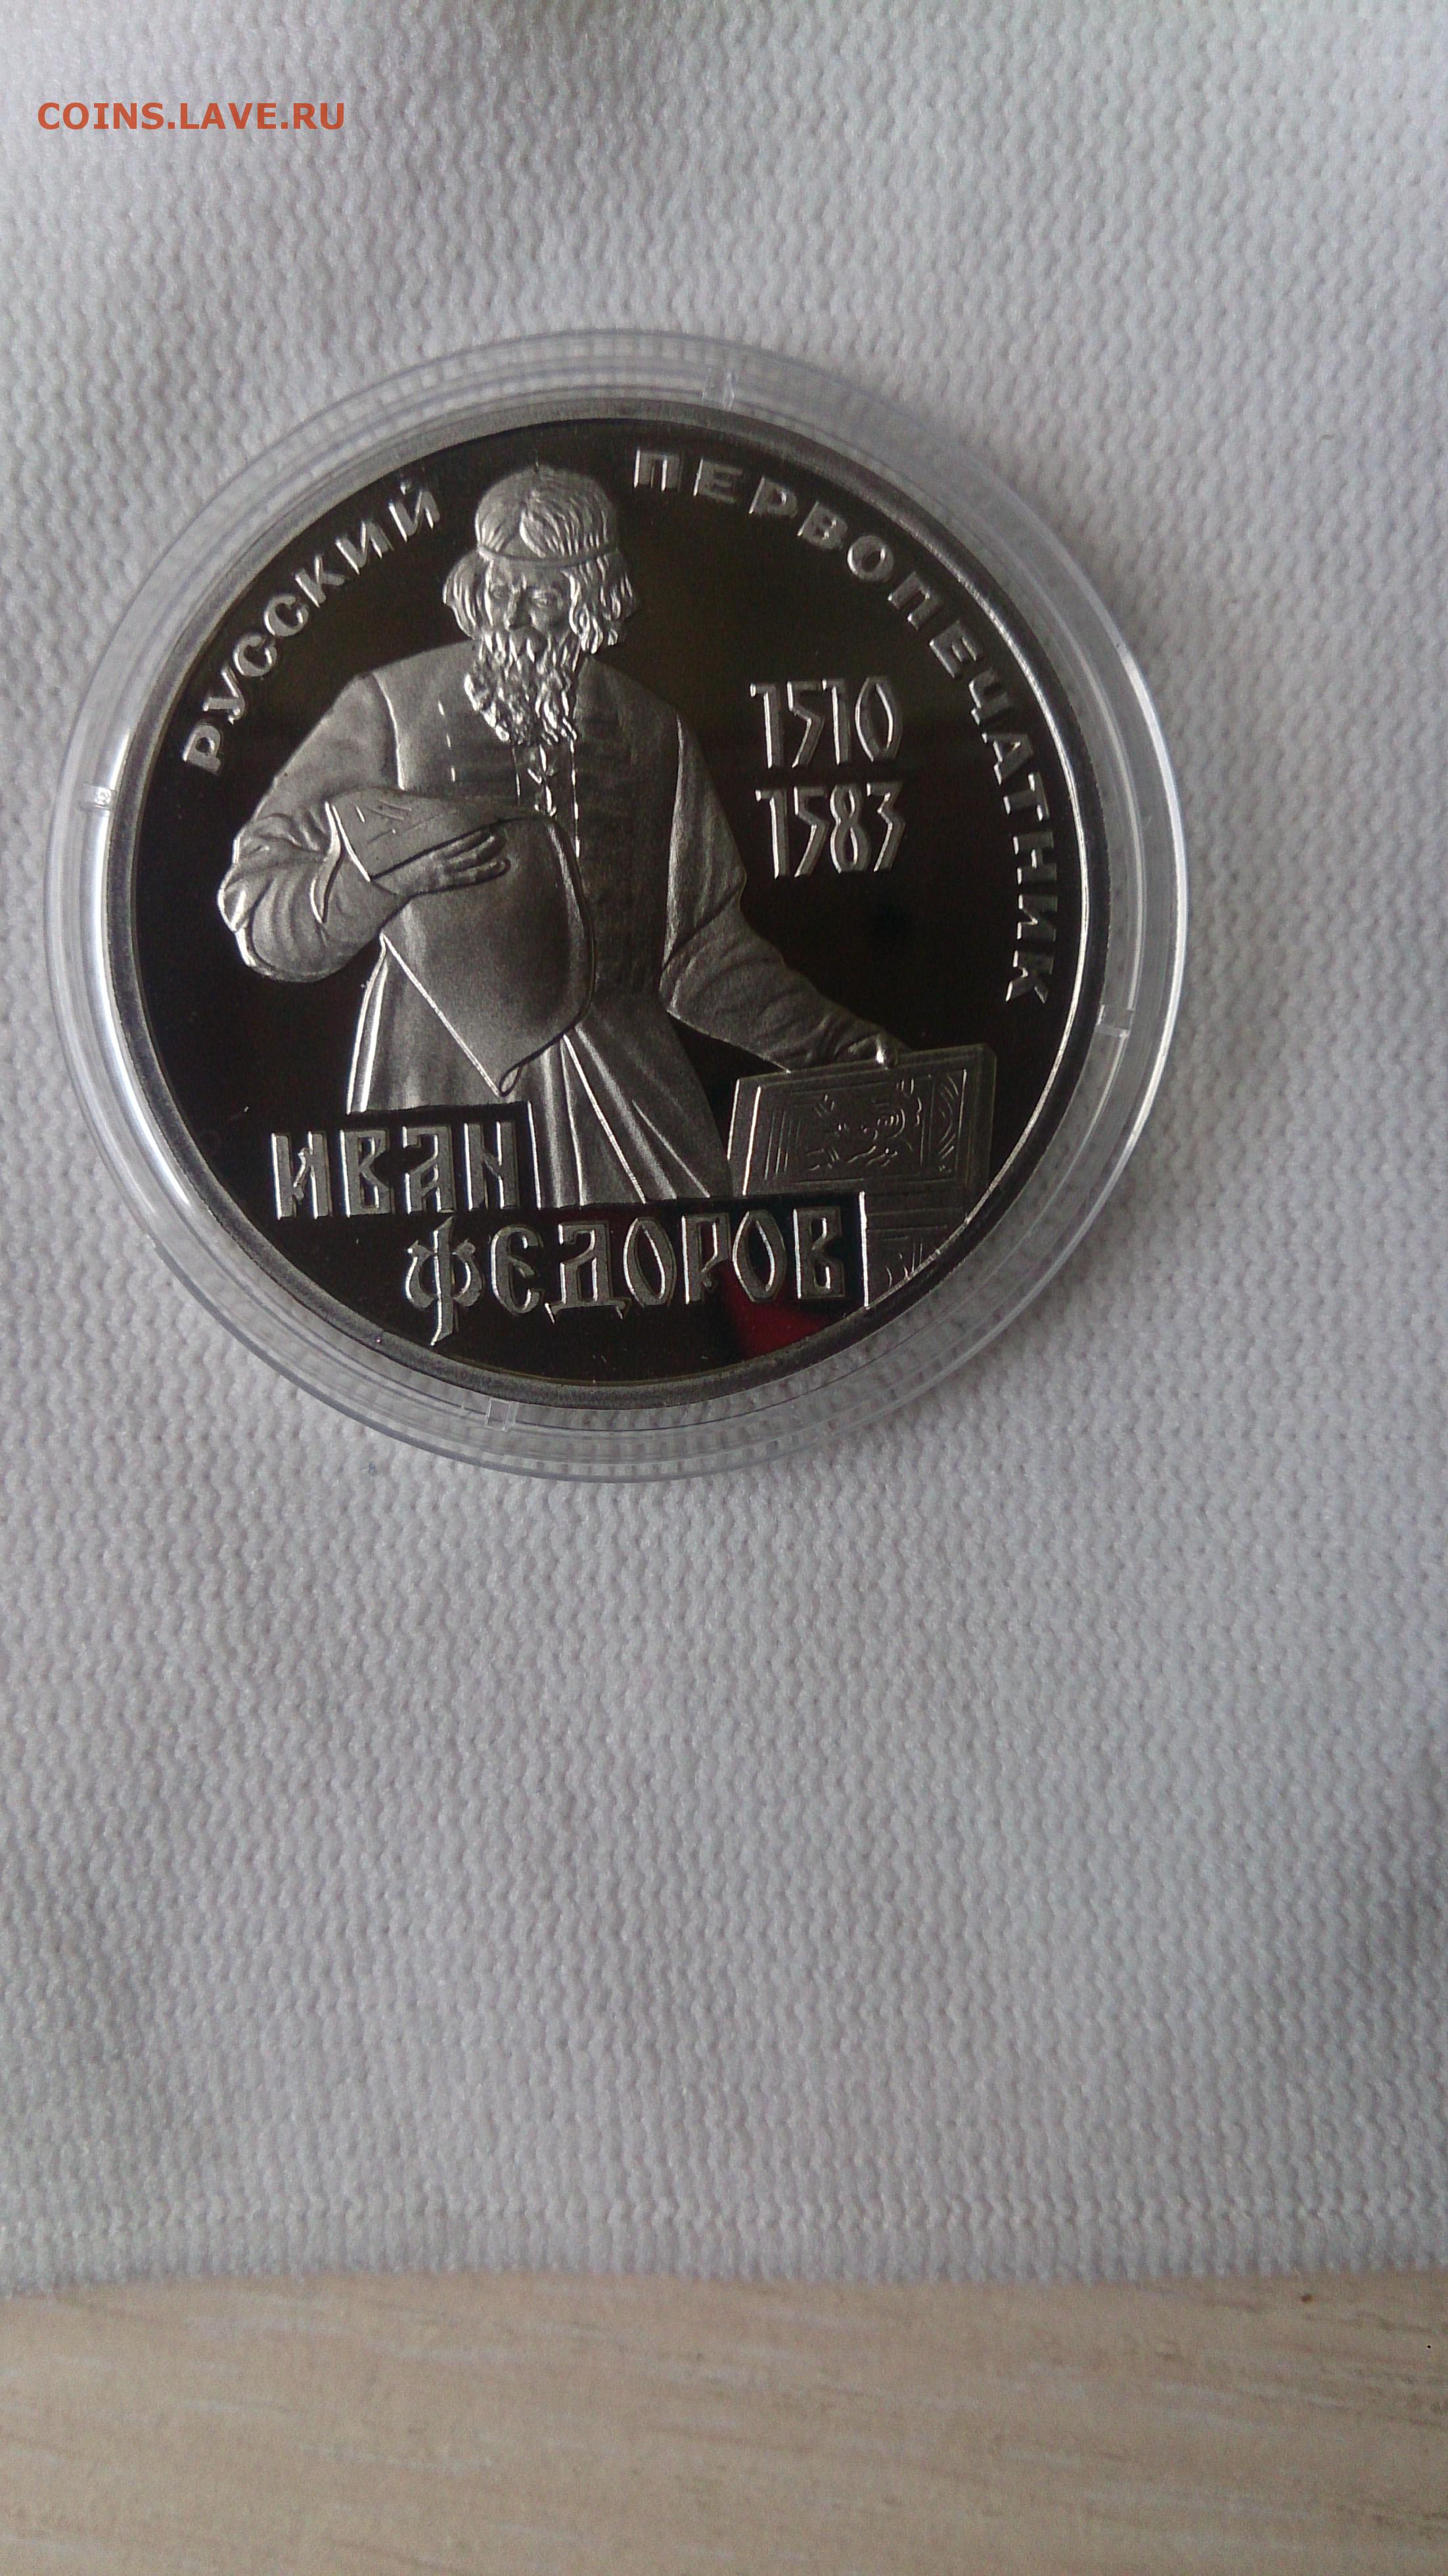 COINS.LAVE.RU
РУССКИЙ ПЕРВОПЕЧАТНИК
1510
1583
ИВАН
ФЕДОРОВ